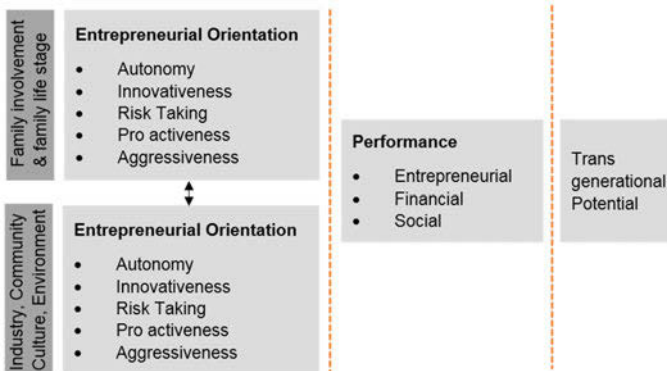 Family involvement
& family life stage
Entrepreneurial Orientation
• Autonomy
• Innovativeness
• Risk Taking
• Pro activeness
• Aggressiveness
Industry, Community
Culture, Environment
Entrepreneurial Orientation
• Autonomy
• Innovativeness
• Risk Taking
• Pro activeness
• Aggressiveness
Performance
• Entrepreneurial
• Financial
• Social
Trans
generational
Potential